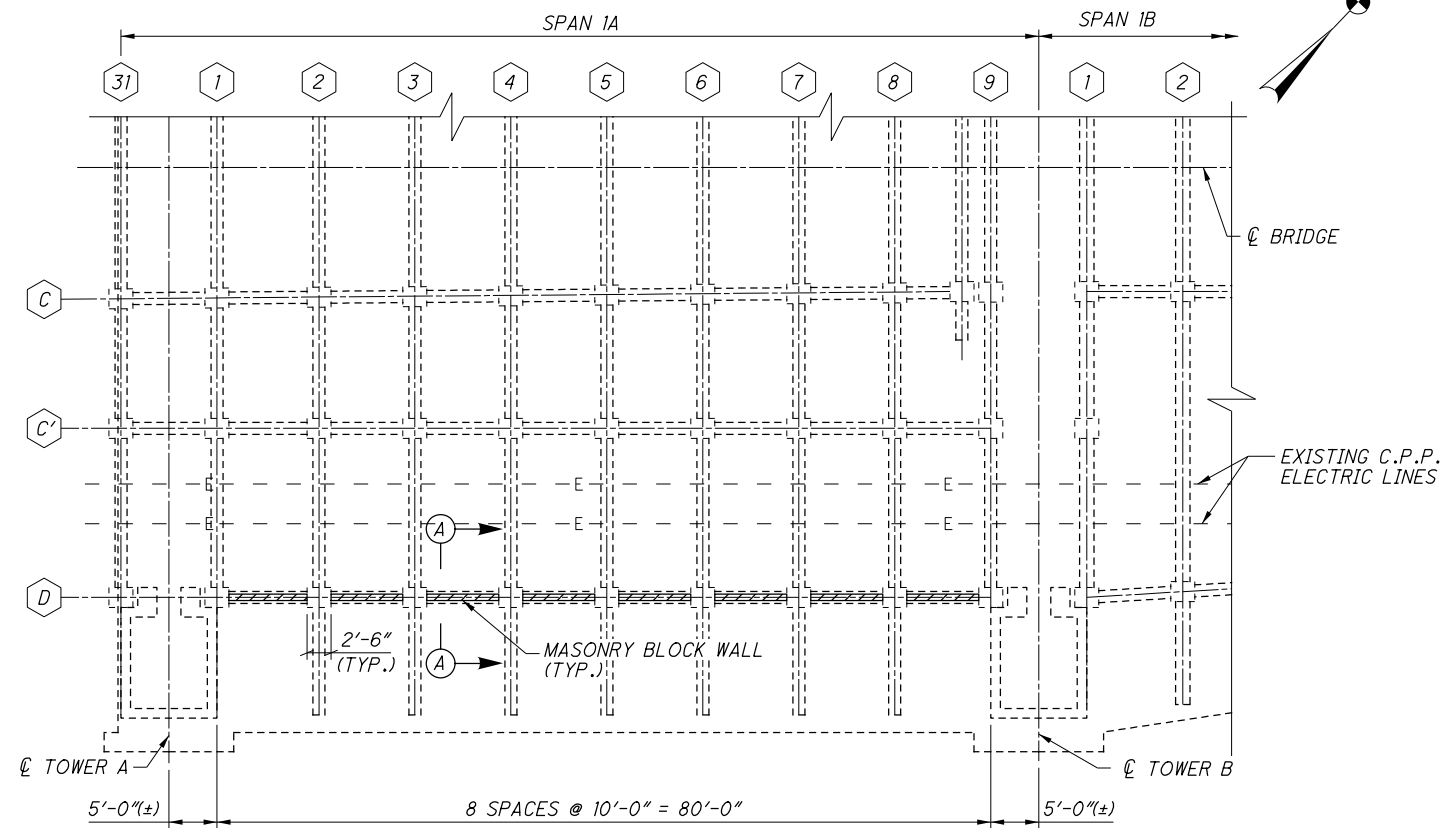 SPAN 1A
SPAN 1B
31
1
2
3
4
5
6
7
8
9
1
2
℄ BRIDGE
C
C'
EXISTING C.P.P.
ELECTRIC LINES
E
E
E
E
E
E
A
D
2'-6"
(TYP.)
MASONRY BLOCK WALL
(TYP.)
A
℄ TOWER A
℄ TOWER B
5'-0"(±)
8 SPACES @ 10'-0" = 80'-0"
5'-0"(±)